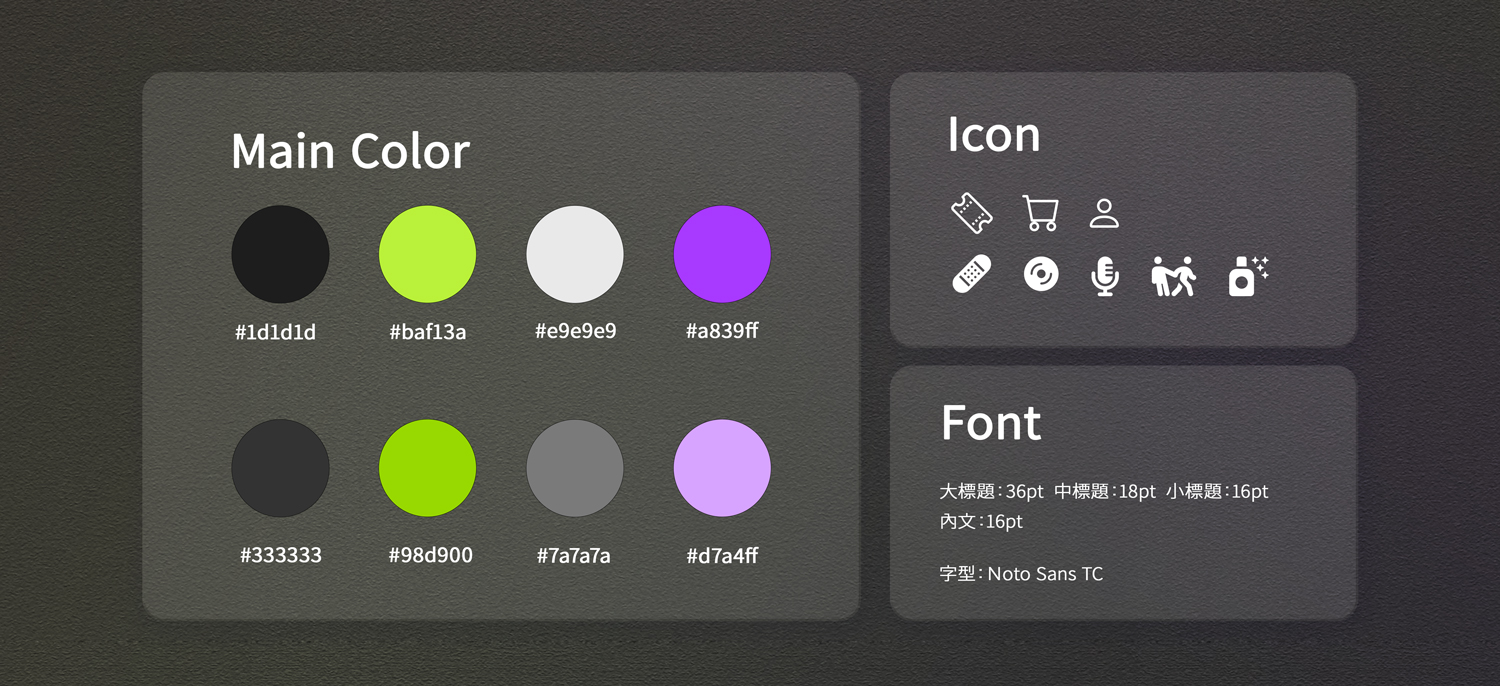 Main Color
#1d1d1d #baf13a #e9e9e9 #a839ff
#333333 #98d900 #7a7a7a #d7a4ff
Icon
Font
大標題:36pt 中標題:18pt 小標題:16pt
內文:16pt
字型:Noto Sans TC